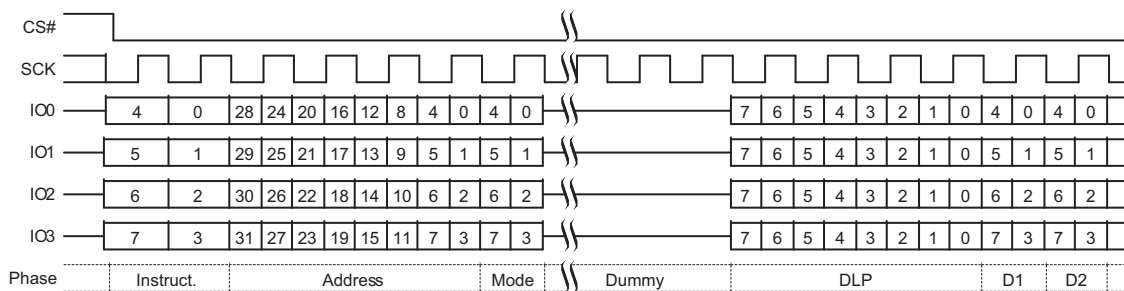 CS#
SCK
IO0 4 0 28 24 20 16 12 8 4 0 4 0 7 6 5 4 3 2 1 0 4 0 4 0
IO1 5 1 29 25 21 17 13 9 5 1 5 1 7 6 5 4 3 2 1 0 5 1 5 1
IO2 6 2 30 26 22 18 14 10 6 2 6 2 7 6 5 4 3 2 1 0 6 2 6 2
IO3 7 3 31 27 23 19 15 11 7 3 7 3 7 6 5 4 3 2 1 0 7 3 7 3
Phase Instruct. Address Mode Dummy DLP D1 D2